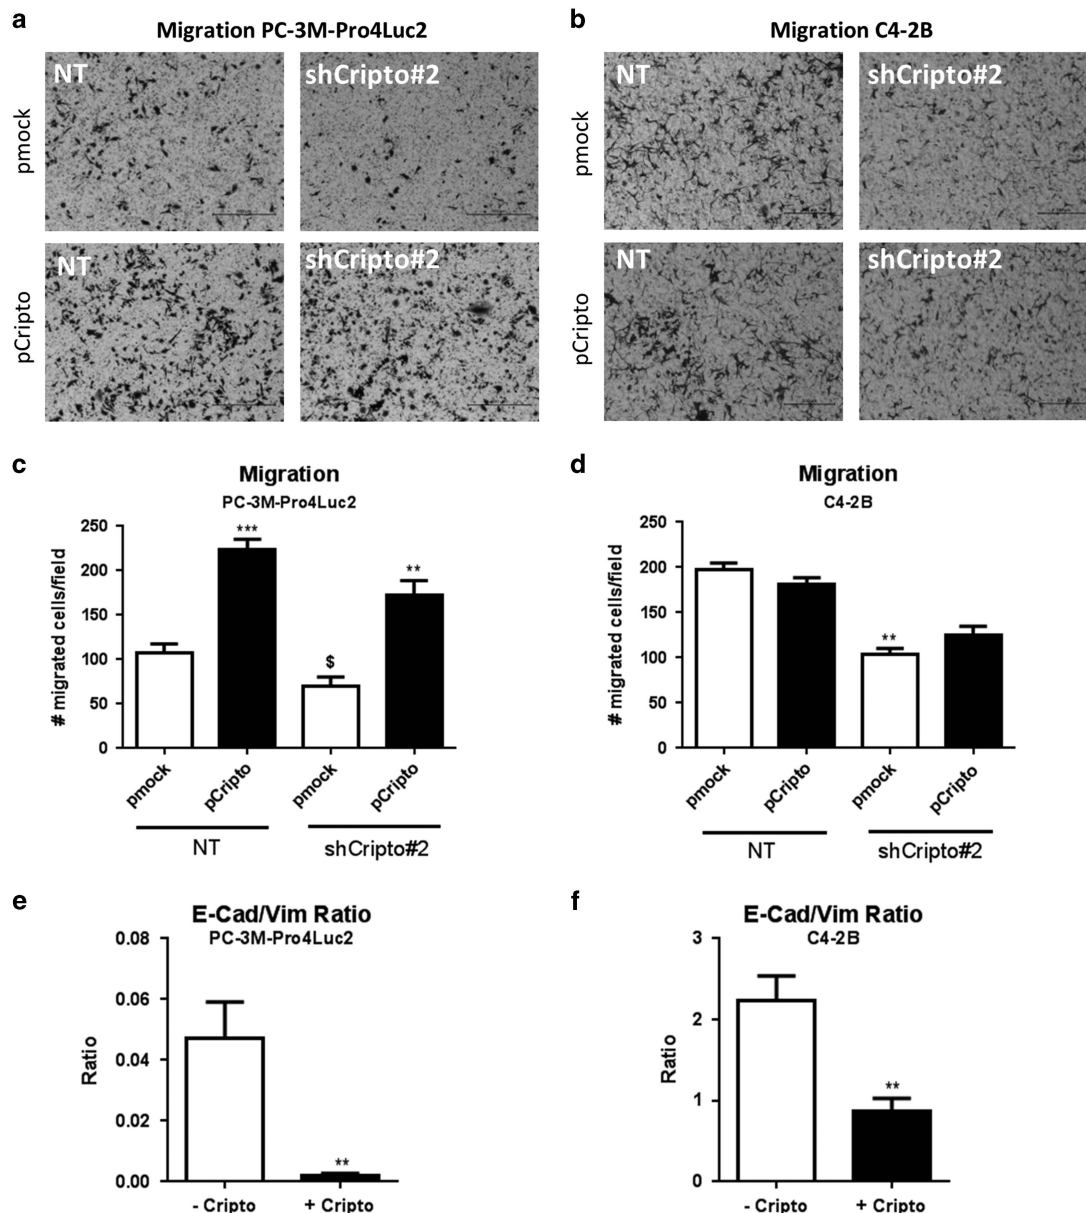 a
Migration PC-3M-Pro4Luc2
NT
shCripto#2
pmock
NT
shCripto#2
pCripto
b
Migration C4-2B
NT
shCripto#2
pmock
NT
shCripto#2
pCripto
c
Migration
PC-3M-Pro4Luc2
# migrated cells/field
250
200
150
100
50
0
***
$
**
pmock
pCripto
pmock
pCripto
NT
shCripto#2
d
Migration
C4-2B
# migrated cells/field
250
200
150
100
50
0
**
pmock
pCripto
pmock
pCripto
NT
shCripto#2
e
E-Cad/Vim Ratio
PC-3M-Pro4Luc2
Ratio
0.08
0.06
0.04
0.02
0.00
**
- Cripto
+ Cripto
f
E-Cad/Vim Ratio
C4-2B
Ratio
3
2
1
0
**
- Cripto
+ Cripto